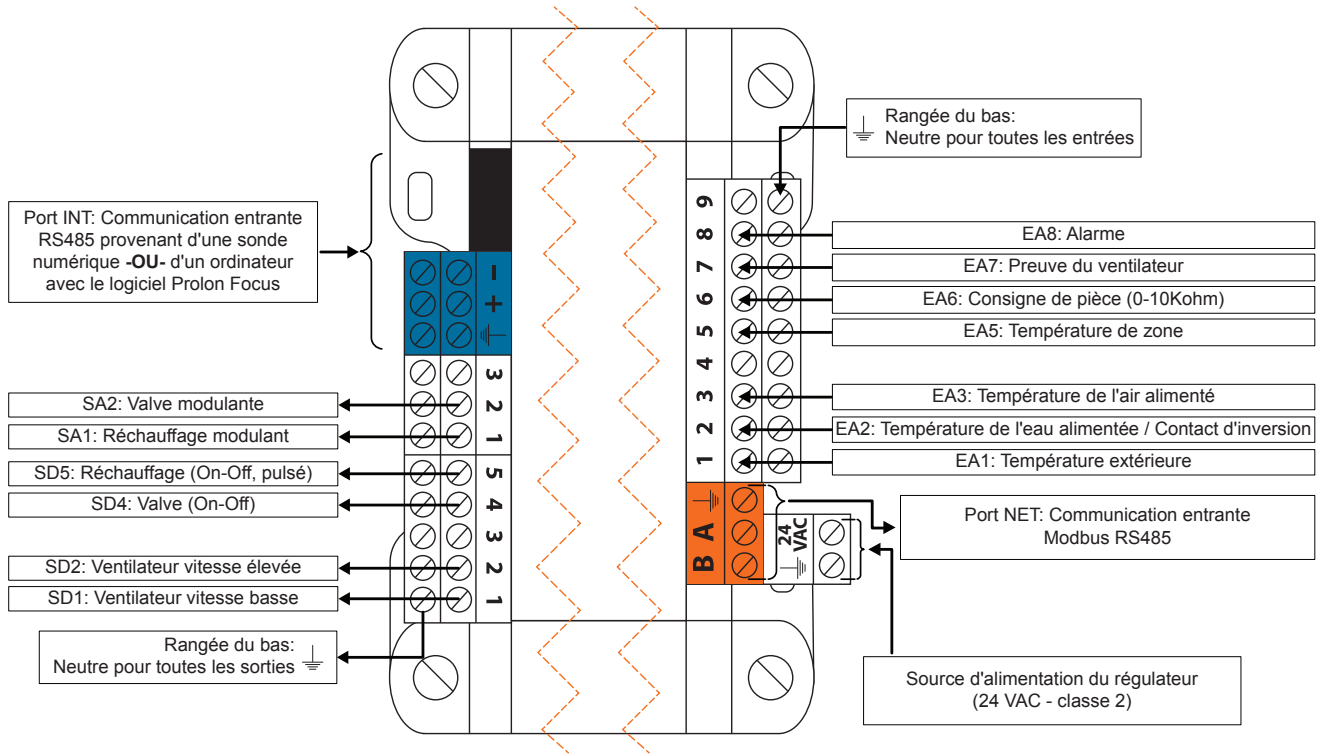 Rangée du bas:
Neutre pour toutes les entrées
Port INT: Communication entrante
RS485 provenant d'une sonde
numérique -OU- d'un ordinateur
avec le logiciel Prolon Focus
- 
+
3
2
1
5
4
3
2
1
SA2: Valve modulante
SA1: Réchauffage modulant
SD5: Réchauffage (On-Off, pulsé)
SD4: Valve (On-Off)
SD2: Ventilateur vitesse élevée
SD1: Ventilateur vitesse basse
Rangée du bas:
Neutre pour toutes les sorties
9
8
7
6
5
4
3
2
1
EA8: Alarme
EA7: Preuve du ventilateur
EA6: Consigne de pièce (0-10Kohm)
EA5: Température de zone
EA3: Température de l'air alimenté
EA2: Température de l'eau alimentée / Contact d'inversion
EA1: Température extérieure
B A
24
VAC
Port NET: Communication entrante
Modbus RS485
Source d'alimentation du régulateur
(24 VAC - classe 2)